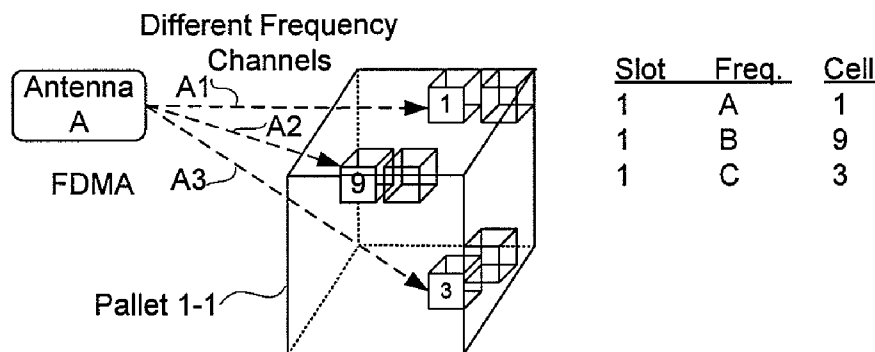 Different Frequency
Channels
Antenna
A
A1
A2
A3
FDMA
1
9
3
Pallet 1-1
Slot Freq. Cell
1 A 1
1 B 9
1 C 3